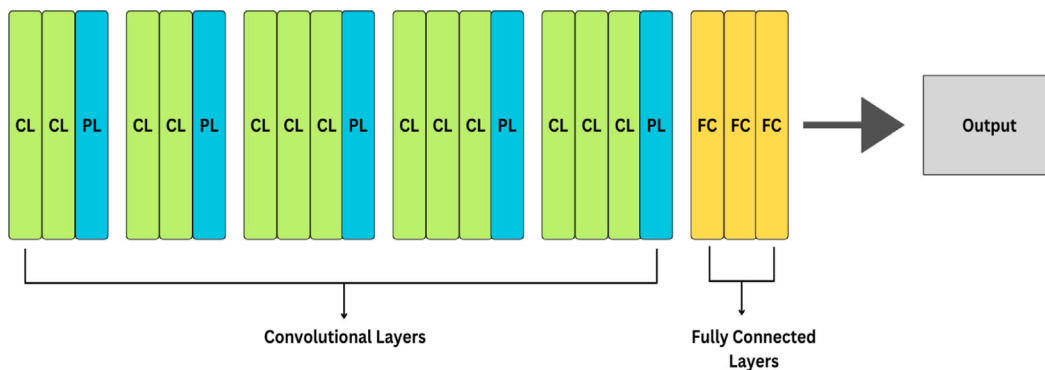 CL CL PL CL CL PL CL CL CL PL CL CL CL PL CL CL CL PL FC FC FC Output
Convolutional Layers
Fully Connected
Layers